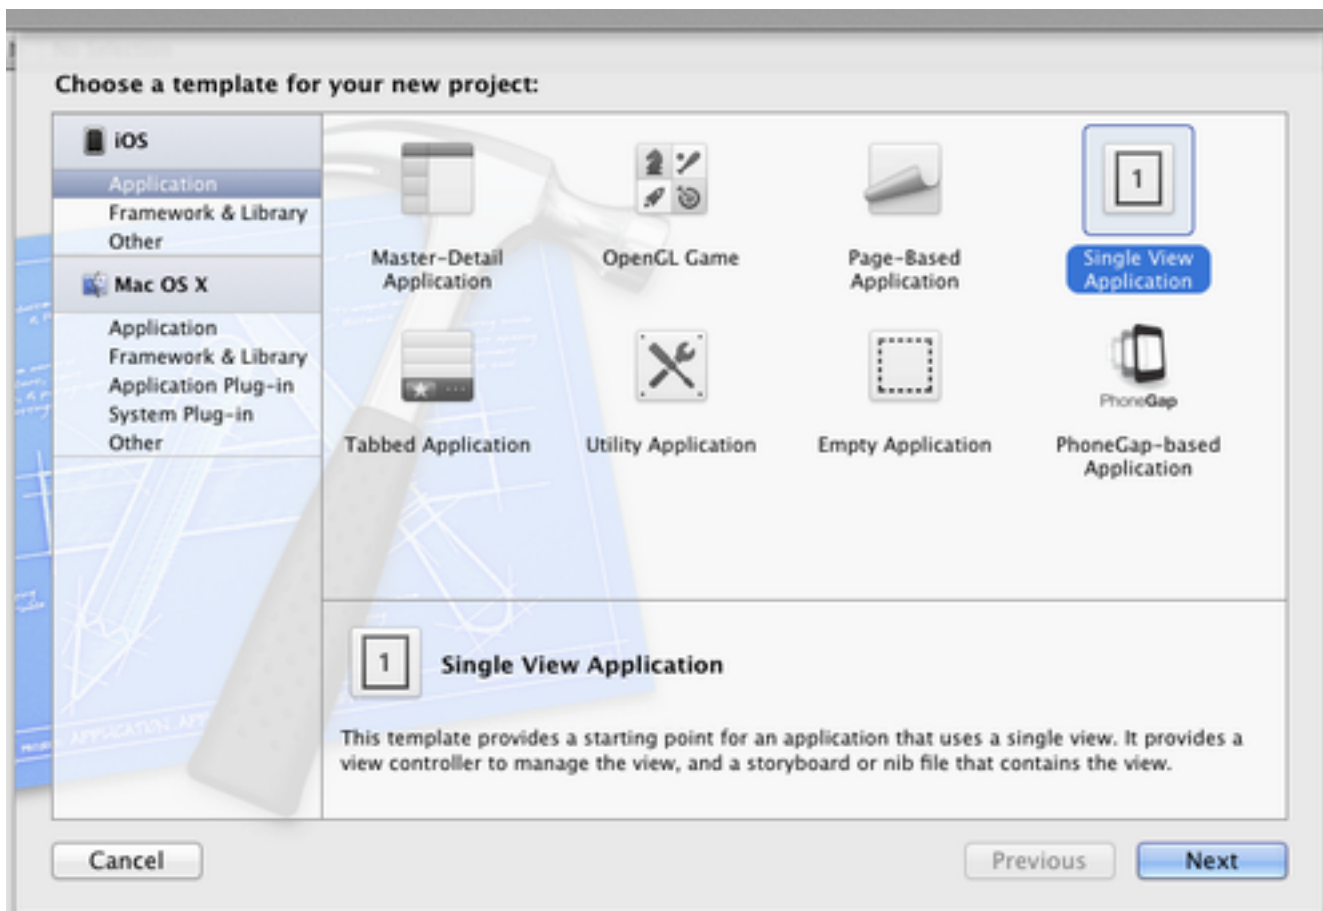 Choose a template for your new project:
iOS
Application
Framework & Library
Other
Mac OS X
Application
Framework & Library
Application Plug-in
System Plug-in
Other
Master-Detail
Application
OpenGL Game
Page-Based
Application
1
Single View
Application
Tabbed Application
Utility Application
Empty Application
PhoneGap
PhoneGap-based
Application
1
Single View Application
This template provides a starting point for an application that uses a single view. It provides a
view controller to manage the view, and a storyboard or nib file that contains the view.
Cancel
Previous
Next